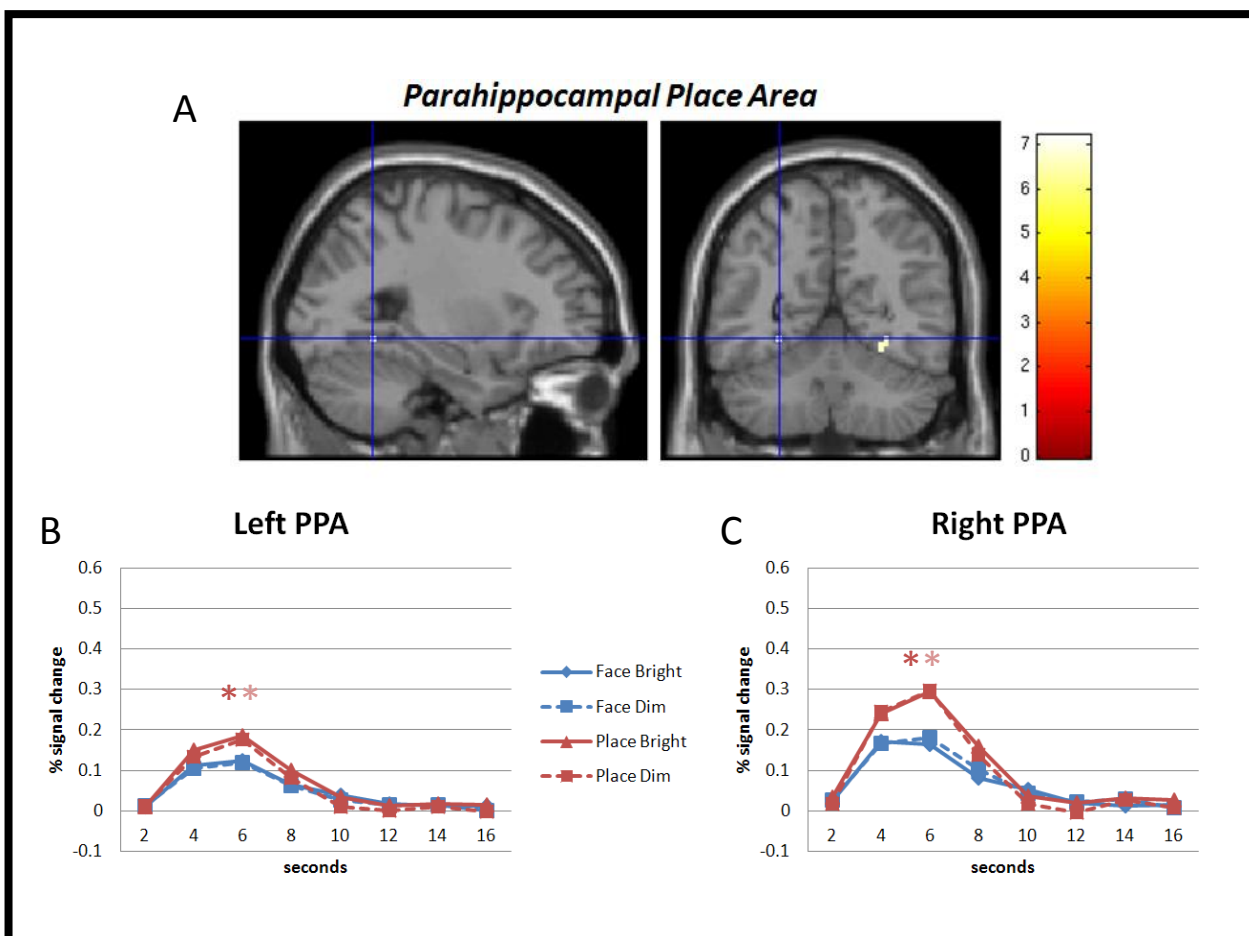 A
Parahippocampal Place Area
7
6
5
4
3
2
1
0
B
Left PPA
0.6
0.5
0.4
0.3
0.2
0.1
0
-0.1
% signal change
* *
2 4 6 8 10 12 14 16
seconds
Face Bright
Face Dim
Place Bright
Place Dim
C
Right PPA
0.6
0.5
0.4
0.3
0.2
0.1
0
-0.1
% signal change
* *
2 4 6 8 10 12 14 16
seconds